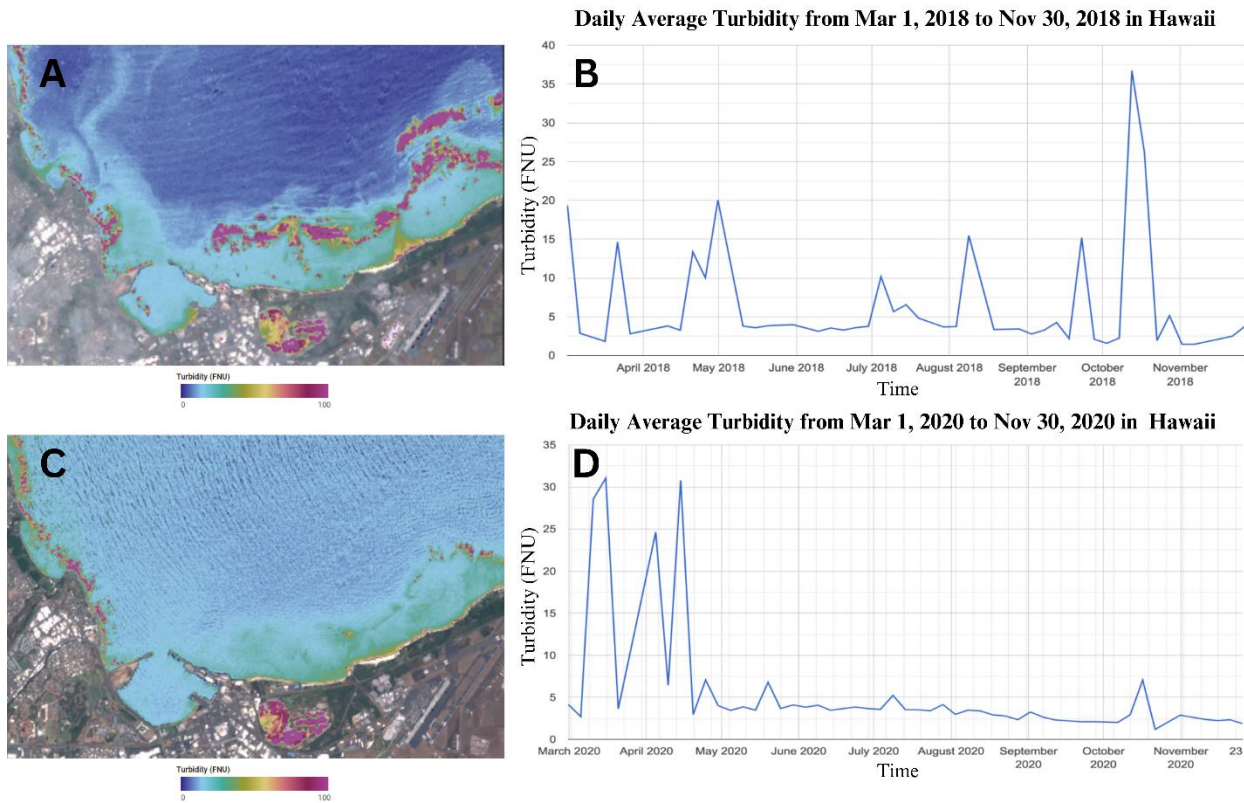 A
Turbidity (FNU)
0 100
Daily Average Turbidity from Mar 1, 2018 to Nov 30, 2018 in Hawaii
B
Turbidity (FNU)
40
35
30
25
20
15
10
5
0
April 2018 May 2018 June 2018 July 2018 August 2018 September 2018 October 2018 November 2018
Time
C
Turbidity (FNU)
0 100
Daily Average Turbidity from Mar 1, 2020 to Nov 30, 2020 in Hawaii
D
Turbidity (FNU)
35
30
25
20
15
10
5
0
March 2020 April 2020 May 2020 June 2020 July 2020 August 2020 September 2020 October 2020 November 2020 23
Time